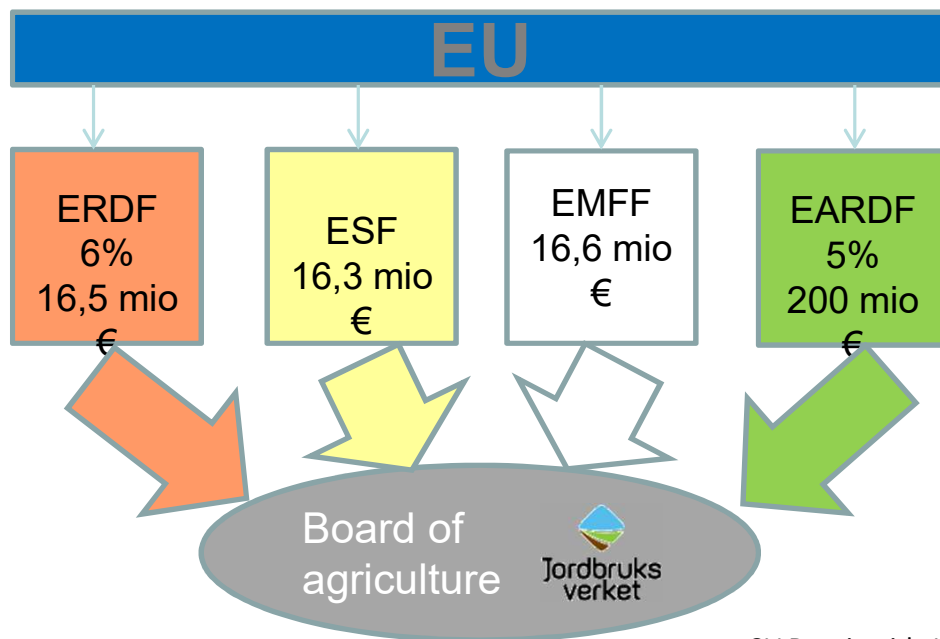 EU
ERDF
6%
16,5 mio
€
ESF
16,3 mio
€
EMFF
16,6 mio
€
EARDF
5%
200 mio
€
Board of
agriculture
Jordbruks
verket